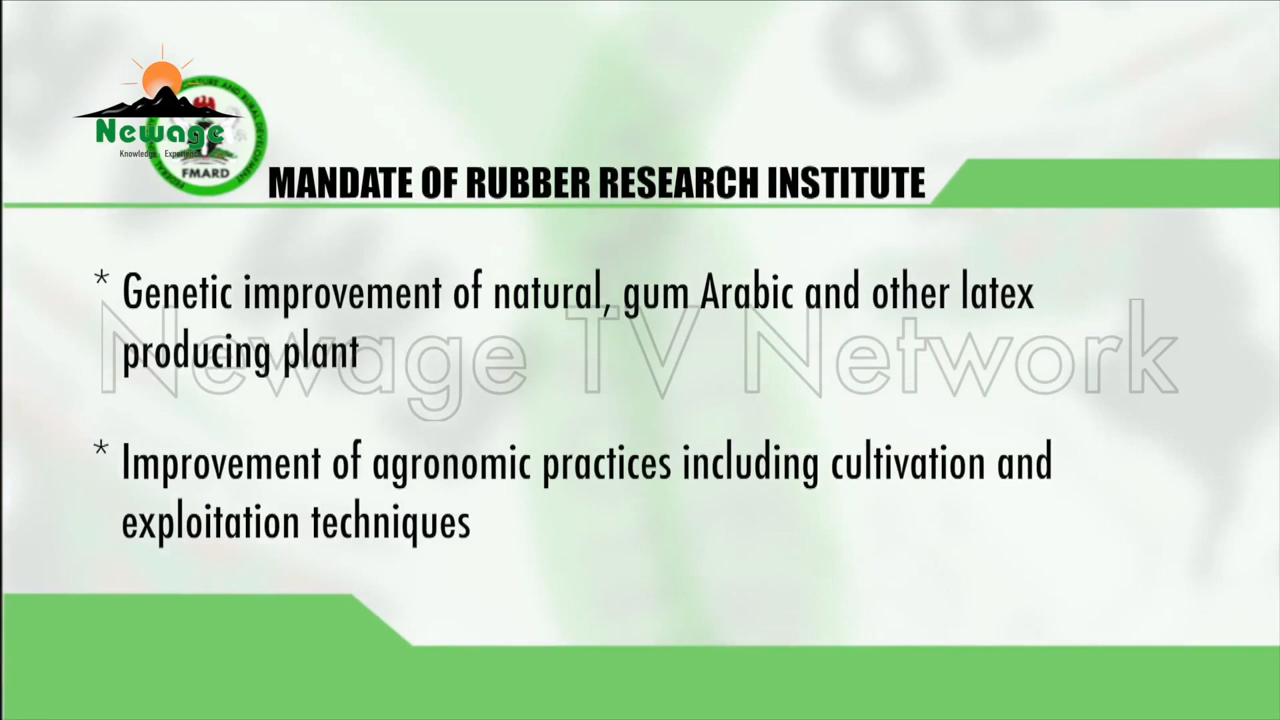 Newage
Knowledge
FMARD
MANDATE OF RUBBER RESEARCH INSTITUTE
* Genetic improvement of natural, gum Arabic and other latex
producing plant
Newage TV Network
* Improvement of agronomic practices including cultivation and
exploitation techniques